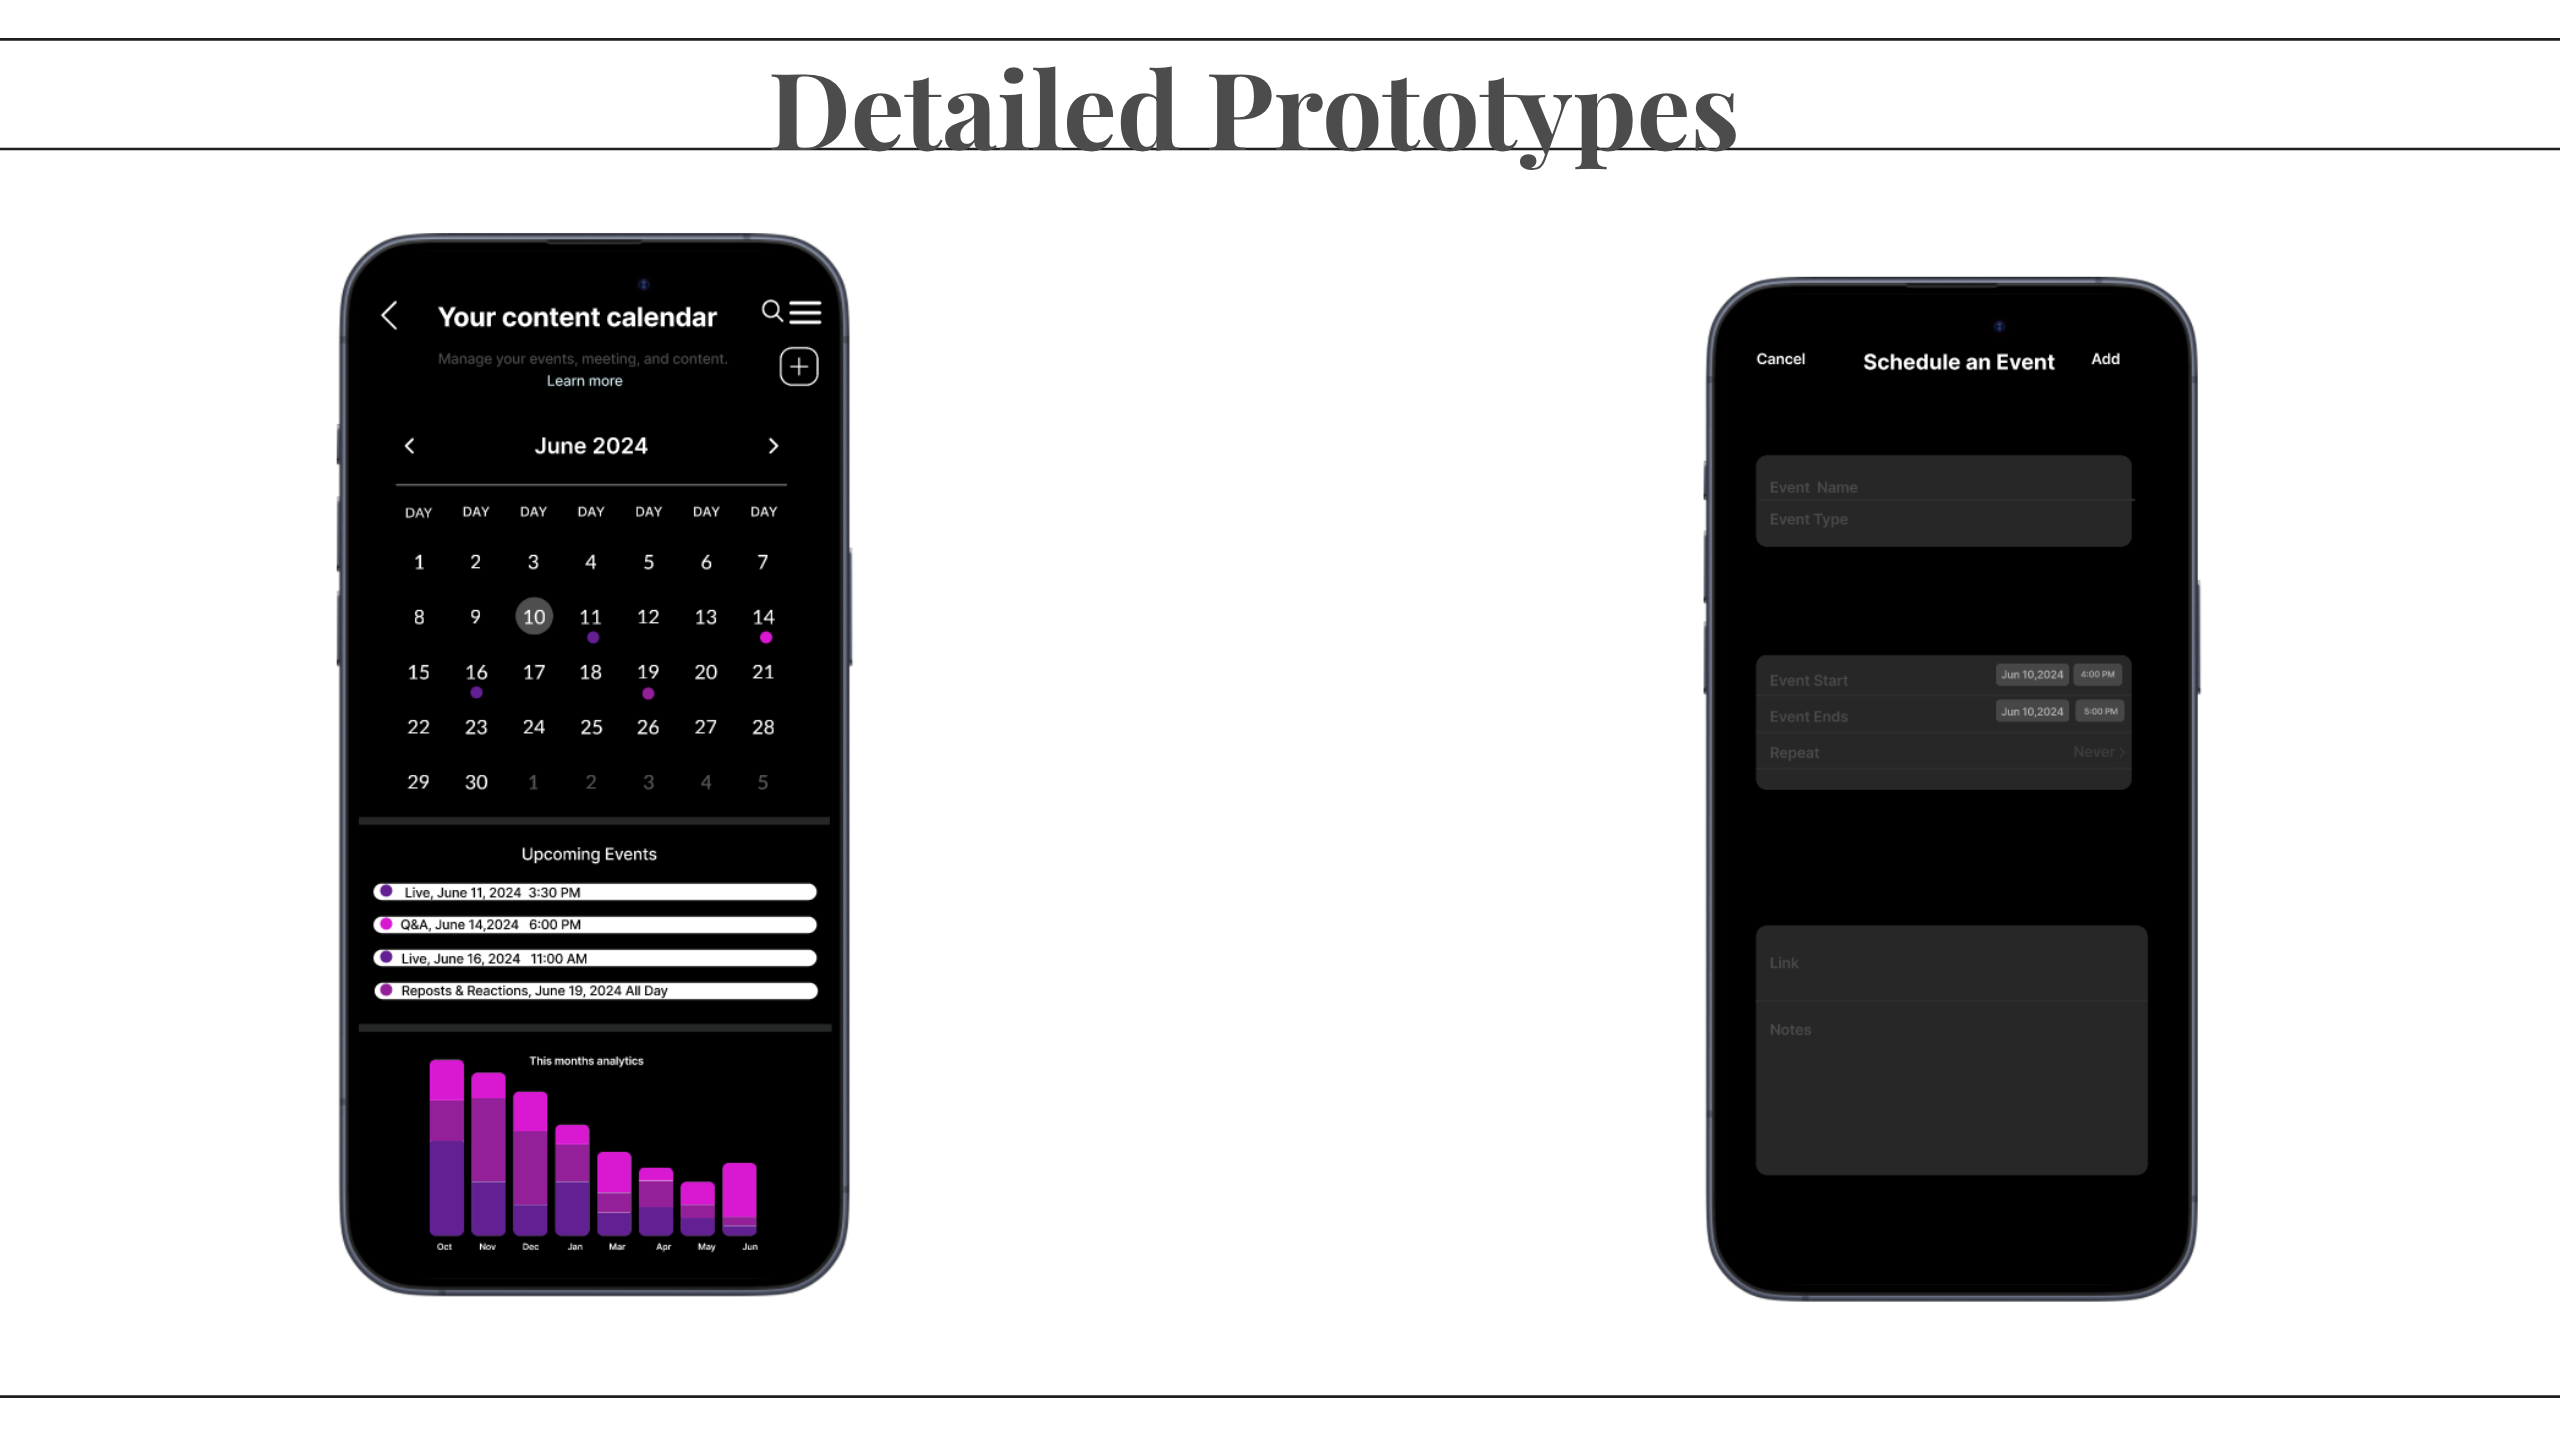 Detailed Prototypes
Your content calendar
Manage your events, meeting, and content.
Learn more
June 2024
DAY DAY DAY DAY DAY DAY DAY
1 2 3 4 5 6 7
8 9 10 11 12 13 14
15 16 17 18 19 20 21
22 23 24 25 26 27 28
29 30 1 2 3 4 5
Upcoming Events
Live, June 11, 2024 3:30 PM
Q&A, June 14,2024 6:00 PM
Live, June 16, 2024 11:00 AM
Reposts & Reactions, June 19, 2024 All Day
This months analytics
Oct Nov Dec Jan Mar Apr May Jun
Cancel Schedule an Event Add
Event Name
Event Type
Event Start Jun 10,2024 4:00 PM
Event Ends Jun 10,2024 5:00 PM
Repeat Never
Link
Notes